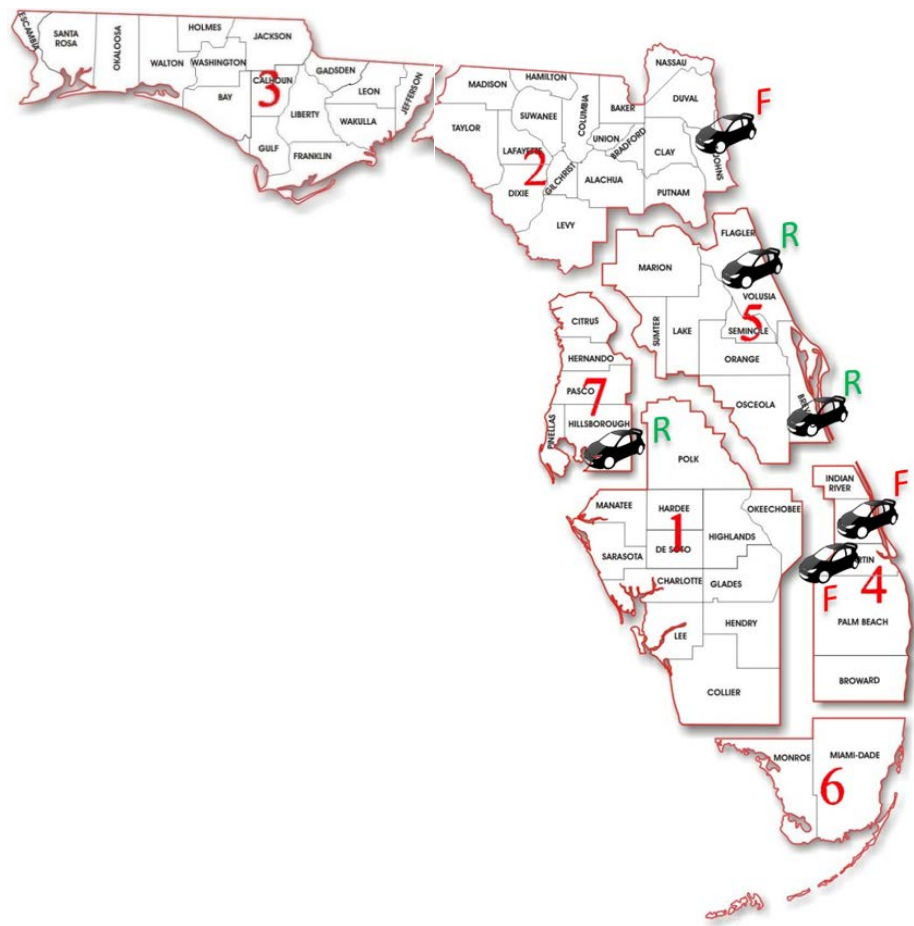 ESCAMBIA
SANTA
ROSA
OKALOOSA
WALTON
HOLMES
WASHINGTON
JACKSON
BAY
CALHOUN
3
GULF
LIBERTY
FRANKLIN
GADSDEN
LEON
WAKULLA
JEFFERSON
MADISON
HAMILTON
TAYLOR
SUWANEE
LAFAYETTE
2
DIXIE
COLUMBIA
BAKER
UNION
BRADFORD
GILCHRIST
ALACHUA
LEVY
NASSAU
DUVAL
CLAY
PUTNAM
JOHNS
F
FLAGLER
R
MARION
VOLUSIA
5
SEMINOLE
SUMTER
LAKE
ORANGE
OSCEOLA
BREV
R
CITRUS
HERNANDO
PASCO
7
HILLSBOROUGH
PINELLAS
R
POLK
MANATEE
HARDEE
1
DE SOTO
HIGHLANDS
OKEECHOBEE
SARASOTA
CHARLOTTE
GLADES
LEE
HENDRY
COLLIER
INDIAN
RIVER
F
RTIN
4
F
PALM BEACH
BROWARD
MONROE
MIAMI-DADE
6